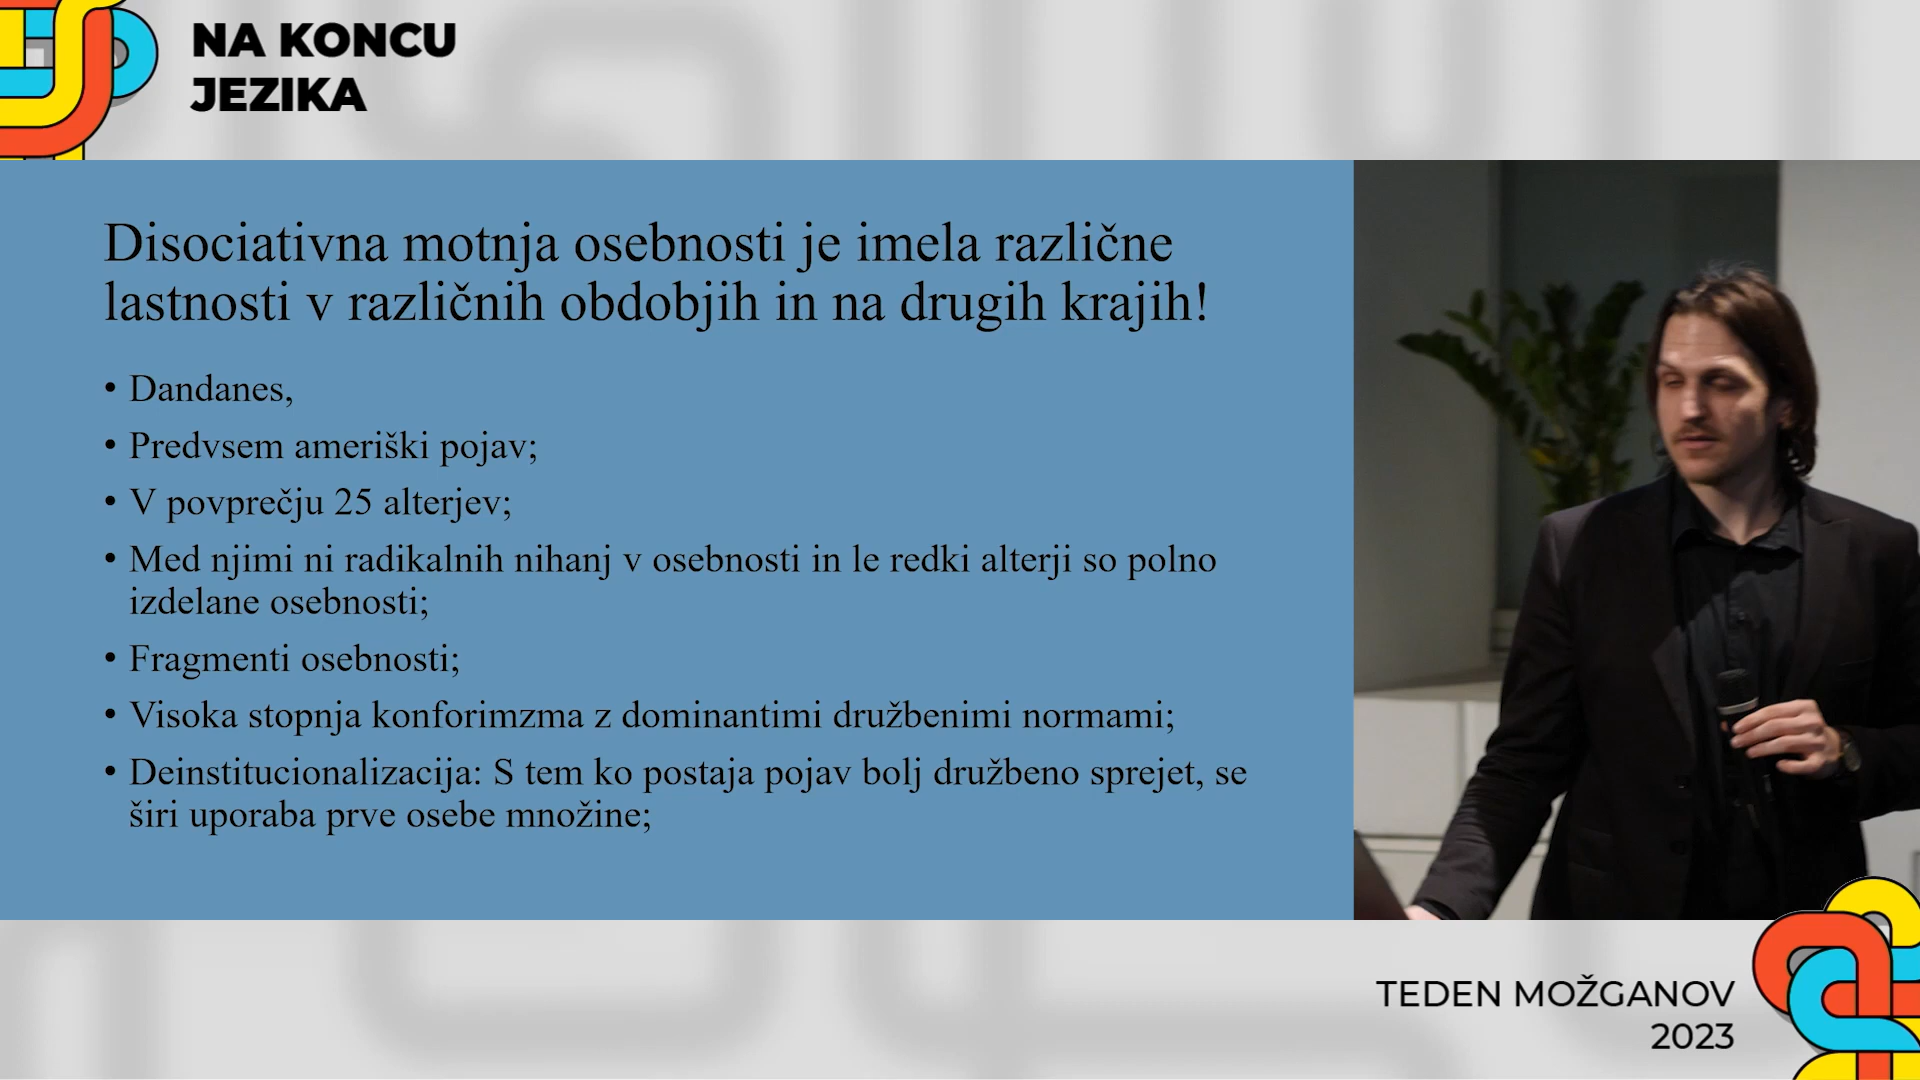 NA KONCU
JEZIKA
Disociativna motnja osebnosti je imela različne
lastnosti v različnih obdobjih in na drugih krajih!
• Dandanes,
• Predvsem ameriški pojav;
• V povprečju 25 alterjev;
• Med njimi ni radikalnih nihanj v osebnosti in le redki alterji so polno
izdelane osebnosti;
• Fragmenti osebnosti;
• Visoka stopnja konforimzma z dominantimi družbenimi normami;
• Deinstitucionalizacija: S tem ko postaja pojav bolj družbeno sprejet, se
širi uporaba prve osebe množine;
TEDEN MOŽGANOV
2023